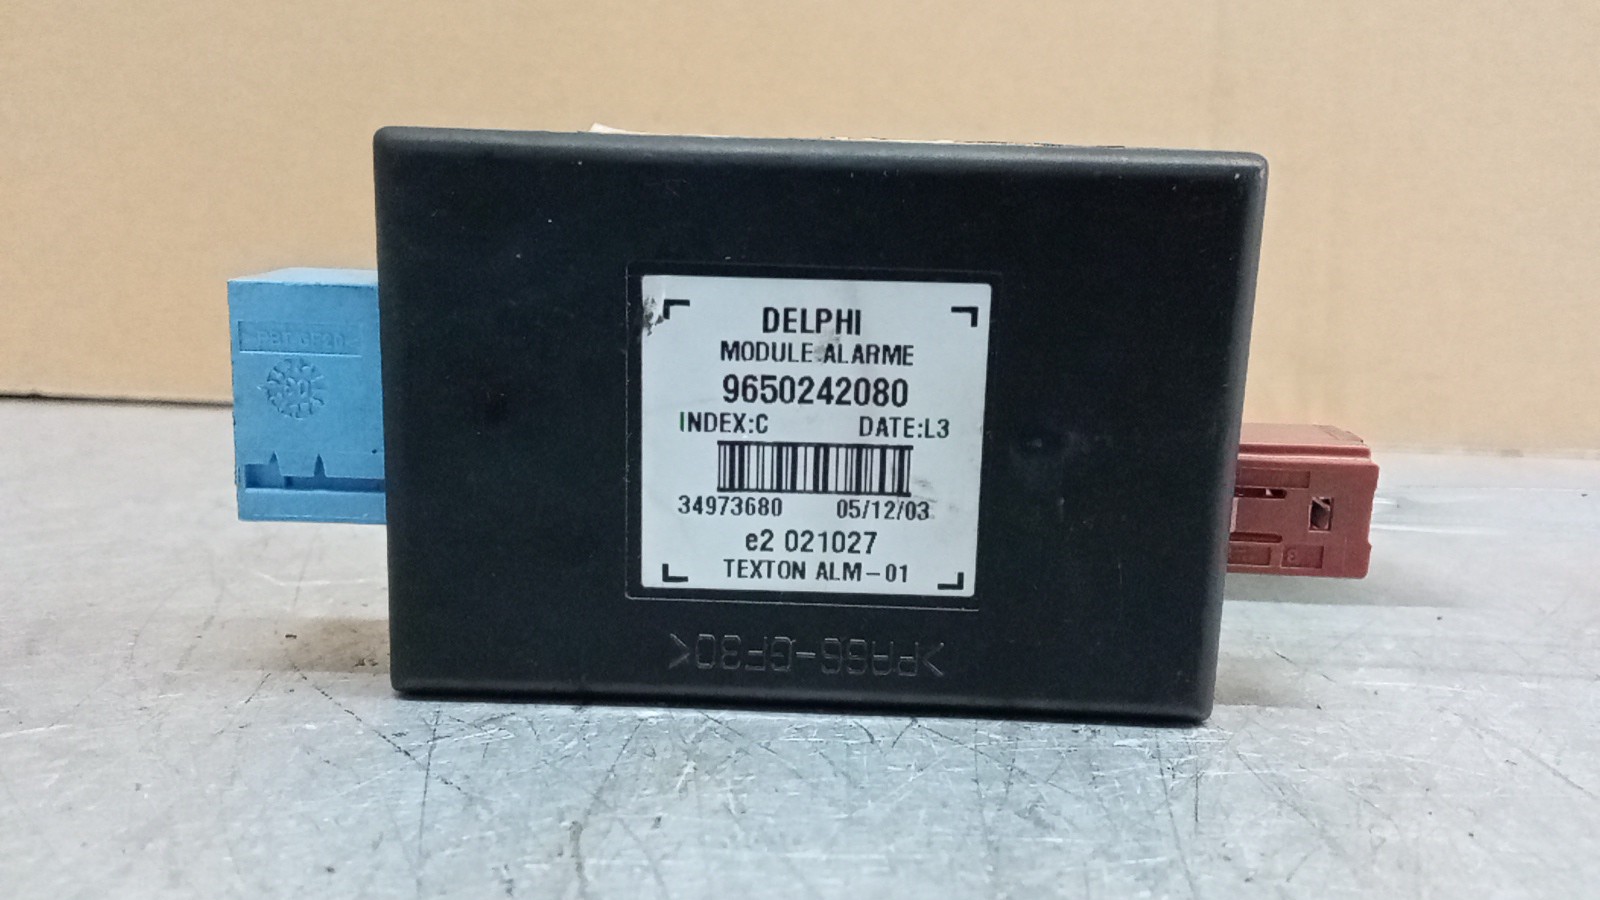 DELPHI
MODULE ALARME
9650242080
INDEX:C DATE:L3
34973680 05/12/03
e2 021027
TEXTON ALM-01
>PA66-GF30<